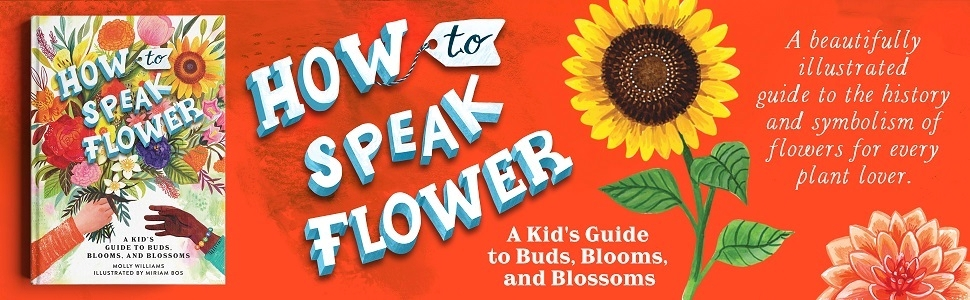 HOW to
SPEAK
FLOWER
A KID'S
GUIDE TO BUDS,
BLOOMS, AND BLOSSOMS
MOLLY WILLIAMS
ILLUSTRATED BY MIRIAM BOS
HOW to
SPEAK
FLOWER
A Kid's Guide
to Buds, Blooms,
and Blossoms
A beautifully
illustrated
guide to the history
and symbolism of
flowers for every
plant lover.